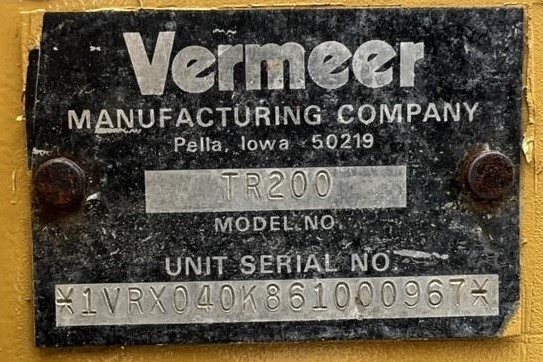 Vermeer
MANUFACTURING COMPANY
Pella, Iowa 50219
TR200
MODEL NO.
UNIT SERIAL NO.
*1VRX040K861000967*